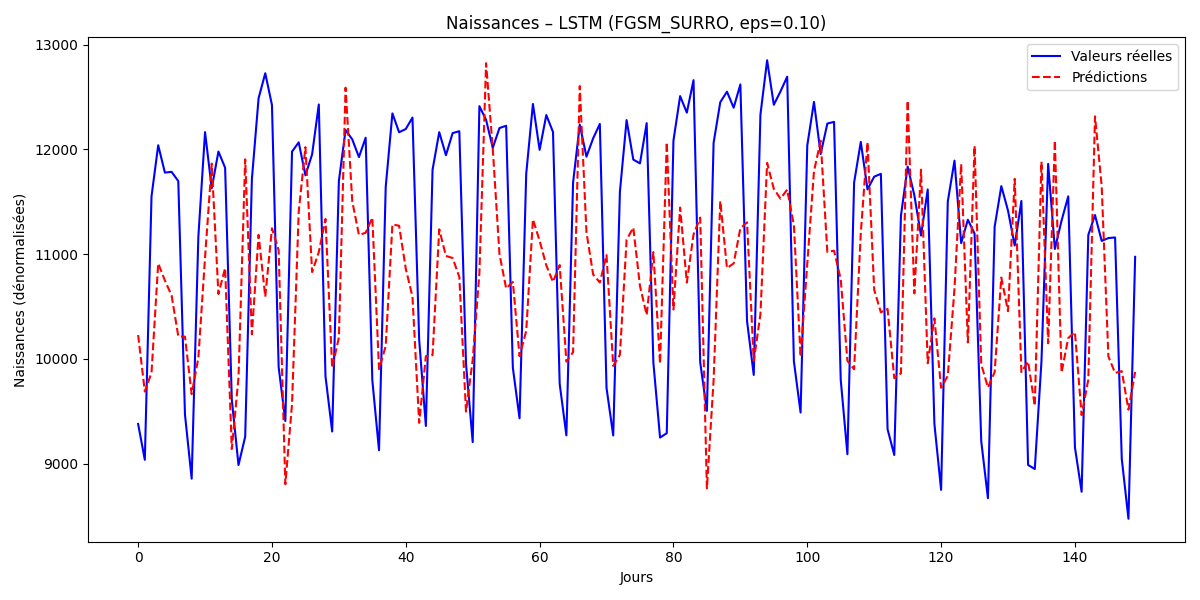 Naissances – LSTM (FGSM_SURRO, eps=0.10)
Valeurs réelles
Prédictions
Naissances (dénormalisées)
13000
12000
11000
10000
9000
0 20 40 60 80 100 120 140
Jours